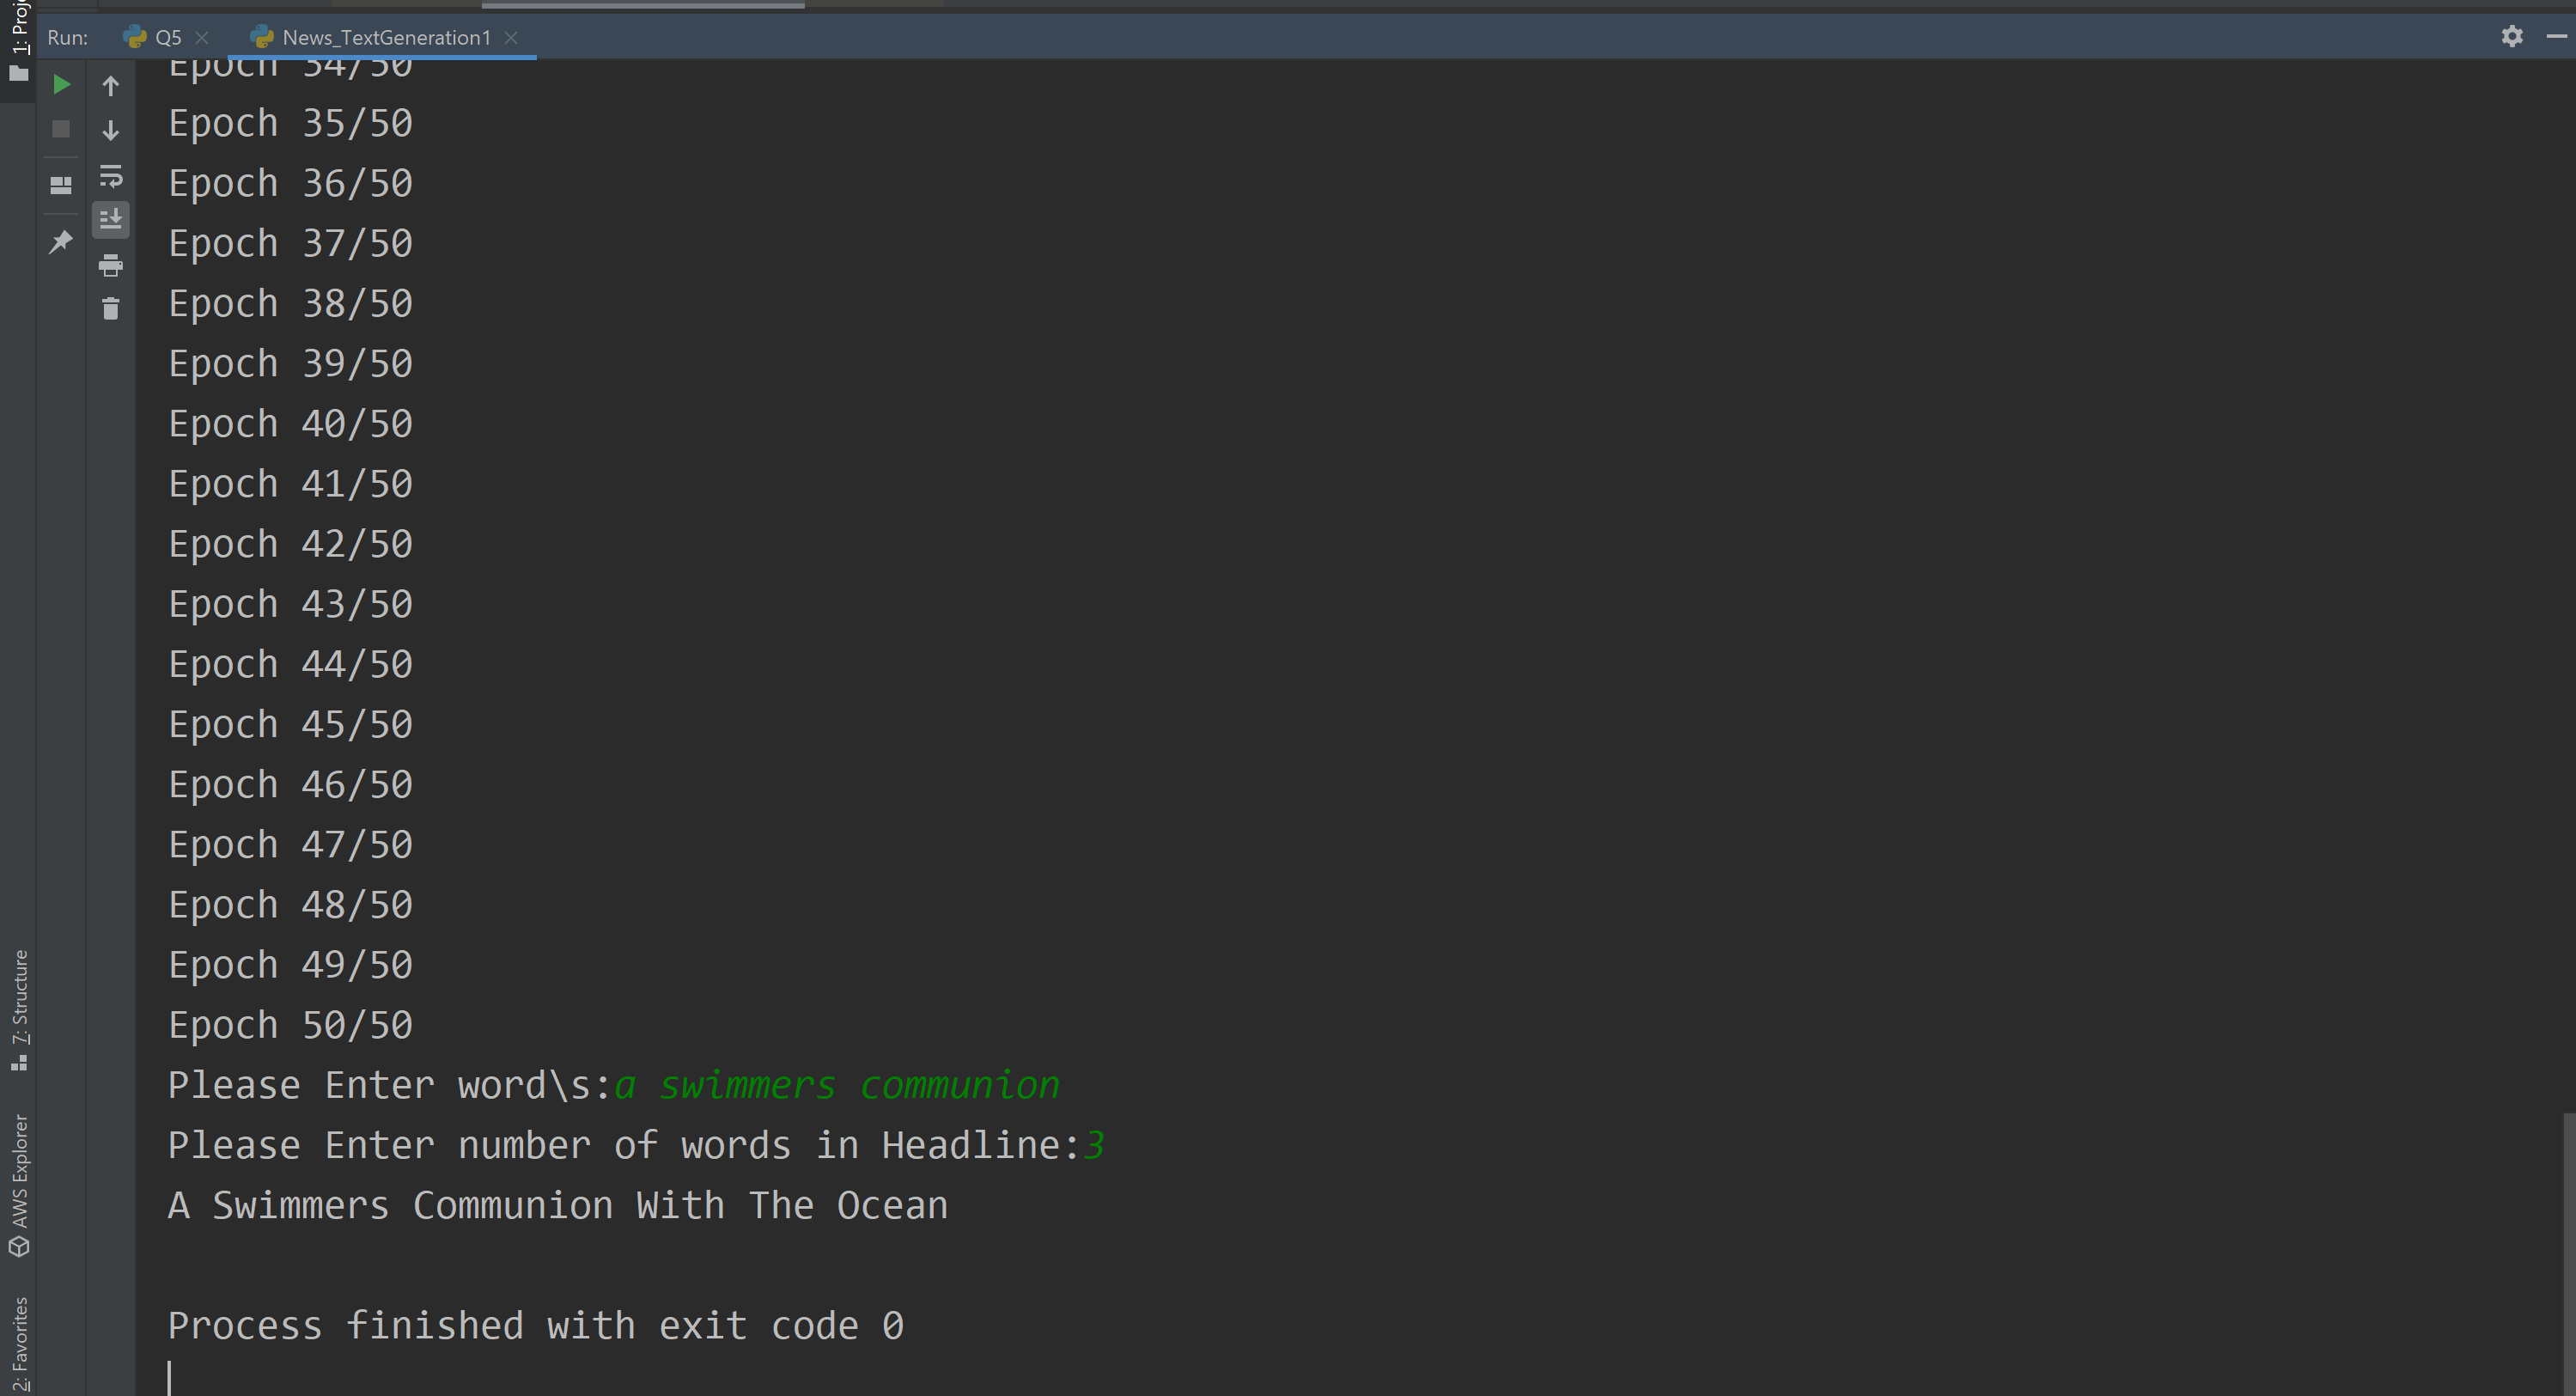 1: Proj
Run: Q5 News_TextGeneration1
Epoch 34/50
Epoch 35/50
Epoch 36/50
Epoch 37/50
Epoch 38/50
Epoch 39/50
Epoch 40/50
Epoch 41/50
Epoch 42/50
Epoch 43/50
Epoch 44/50
Epoch 45/50
Epoch 46/50
Epoch 47/50
Epoch 48/50
Epoch 49/50
Epoch 50/50
Please Enter word\s:a swimmers communion
Please Enter number of words in Headline:3
A Swimmers Communion With The Ocean
Process finished with exit code 0
7: Structure
AWS Explorer
2: Favorites